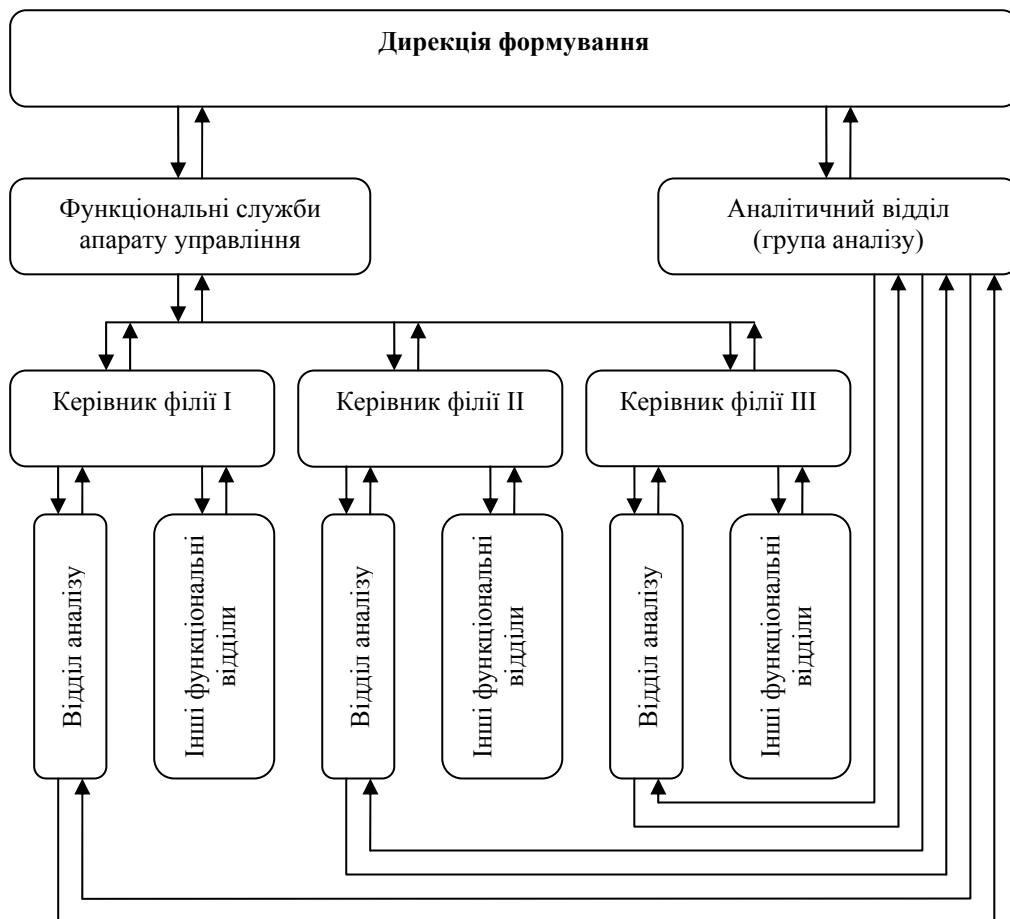 Дирекція формування
Функціональні служби
апарату управління
Аналітичний відділ
(група аналізу)
Керівник філії I
Керівник філії II
Керівник філії III
Відділ аналізу
Інші функціональні
відділи
Відділ аналізу
Інші функціональні
відділи
Відділ аналізу
Інші функціональні
відділи